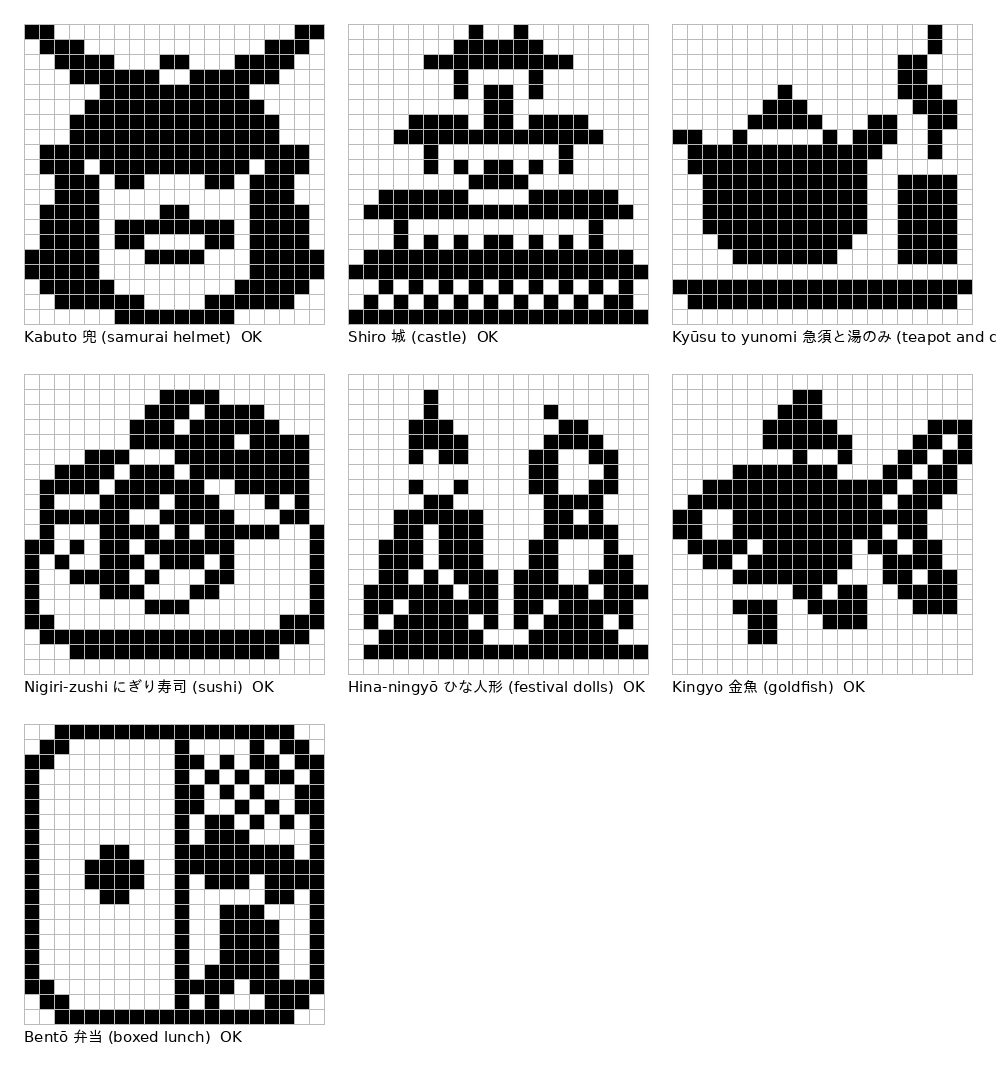 Kabuto 兜 (samurai helmet)  OK
Shiro 城 (castle)  OK
Kyūsu to yunomi 急須と湯のみ (teapot and c
Nigiri-zushi にぎり寿司 (sushi)  OK
Hina-ningyō ひな人形 (festival dolls)  OK
Kingyo 金魚 (goldfish)  OK
Bentō 弁当 (boxed lunch)  OK